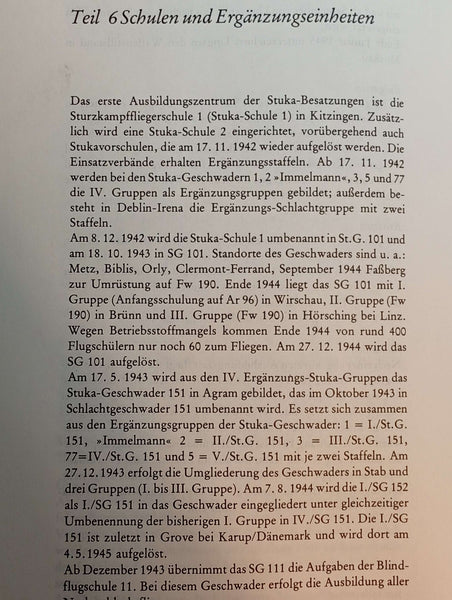 Teil 6 Schulen und Ergänzungseinheiten
Das erste Ausbildungszentrum der Stuka-Besatzungen ist die
Sturzkampffliegerschule 1 (Stuka-Schule 1) in Kitzingen. Zusätz-
lich wird eine Stuka-Schule 2 eingerichtet, vorübergehend auch
Stukavorschulen, die am 17. 11. 1942 wieder aufgelöst werden. Die
Einsatzverbände erhalten Ergänzungsstaffeln. Ab 17. 11. 1942
werden bei den Stuka-Geschwadern 1, 2 »Immelmann«, 3, 5 und 77
die IV. Gruppen als Ergänzungsgruppen gebildet; außerdem be-
steht in Deblin-Irena die Ergänzungs-Schlachtgruppe mit zwei
Staffeln.
Am 8. 12. 1942 wird die Stuka-Schule 1 umbenannt in St.G. 101 und
am 18. 10. 1943 in SG 101. Standorte des Geschwaders sind u. a.:
Metz, Biblis, Orly, Clermont-Ferrand, September 1944 Faßberg
zur Umrüstung auf Fw 190. Ende 1944 liegt das SG 101 mit I.
Gruppe (Anfangsschulung auf Ar 96) in Wirschau, II. Gruppe (Fw
190) in Brünn und III. Gruppe (Fw 190) in Hörsching bei Linz.
Wegen Betriebsstoffmangels kommen Ende 1944 von rund 400
Flugschülern nur noch 60 zum Fliegen. Am 27. 12. 1944 wird das
SG 101 aufgelöst.
Am 17. 5. 1943 wird aus den IV. Ergänzungs-Stuka-Gruppen das
Stuka-Geschwader 151 in Agram gebildet, das im Oktober 1943 in
Schlachtgeschwader 151 umbenannt wird. Es setzt sich zusammen
aus den Ergänzungsgruppen der Stuka-Geschwader: 1 = I./St.G.
151, »Immelmann« 2 = II./St.G. 151, 3 = III./St.G. 151,
77=IV./St.G. 151 und 5 = V./St.G. 151 mit je zwei Staffeln. Am
27.12. 1943 erfolgt die Umgliederung des Geschwaders in Stab und
drei Gruppen (I. bis III. Gruppe). Am 7. 8. 1944 wird die I./SG 152
als I./SG 151 in das Geschwader eingegliedert unter gleichzeitiger
Umbenennung der bisherigen I. Gruppe in IV./SG 151. Die I./SG
151 ist zuletzt in Grove bei Karup/Dänemark und wird dort am
4.5.1945 aufgelöst.
Ab Dezember 1943 übernimmt das SG 111 die Aufgaben der Blind-
flugschule 11. Bei diesem Geschwader erfolgt die Ausbildung aller